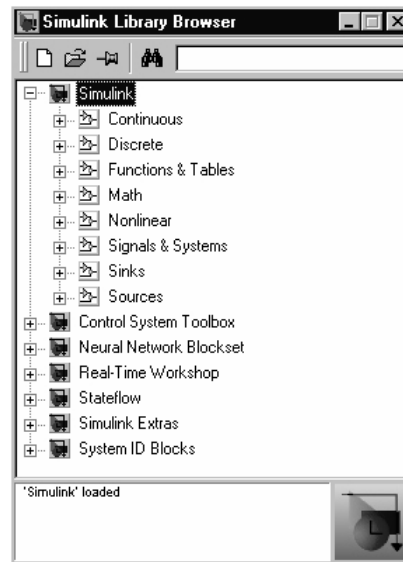 Simulink Library Browser
Simulink
Continuous
Discrete
Functions & Tables
Math
Nonlinear
Signals & Systems
Sinks
Sources
Control System Toolbox
Neural Network Blockset
Real-Time Workshop
Stateflow
Simulink Extras
System ID Blocks
'Simulink' loaded